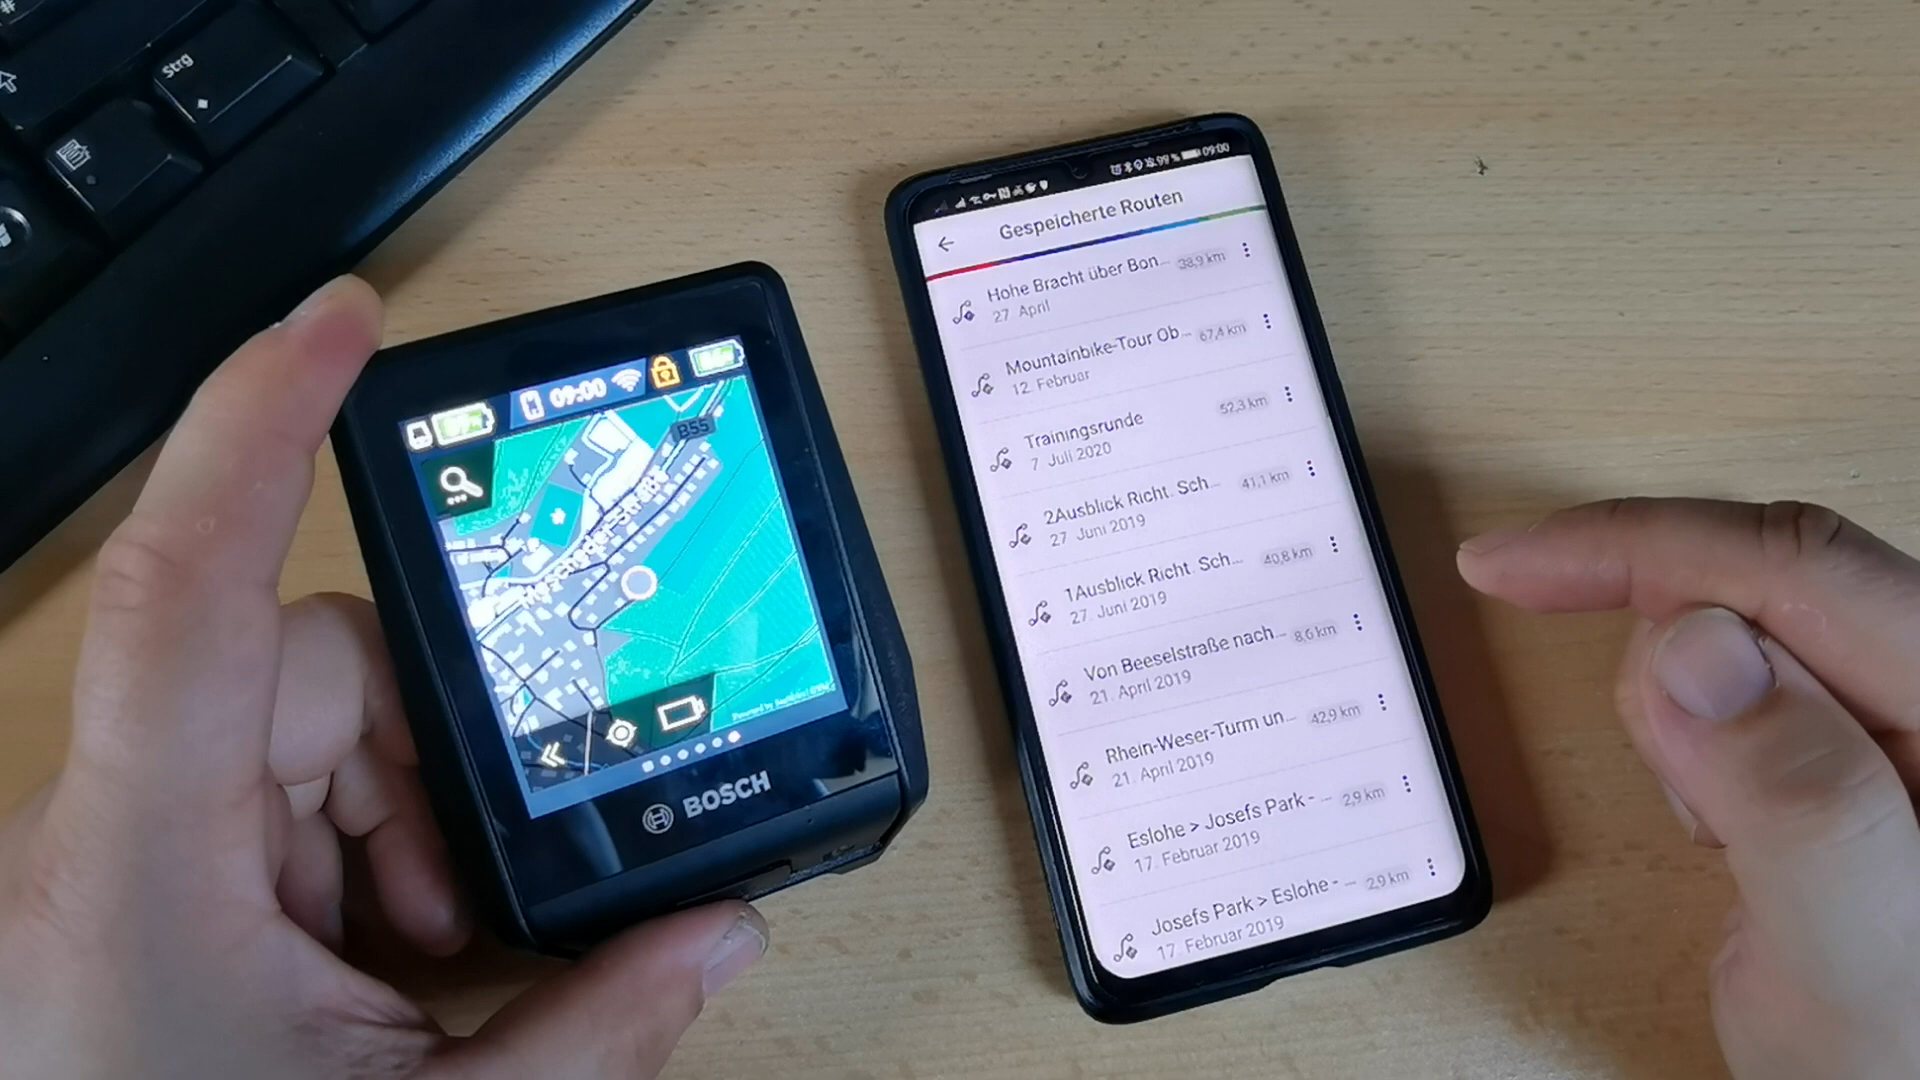 Strg
09:00
B55
BOSCH
99 % 09:00
Gespeicherte Routen
Hohe Bracht über Bon... 38,9 km
27. April
Mountainbike-Tour Ob... 67,4 km
12. Februar
Trainingsrunde 52,3 km
7. Juli 2020
2Ausblick Richt. Sch... 41,1 km
27. Juni 2019
1Ausblick Richt. Sch... 40,8 km
27. Juni 2019
Von Beeselstraße nach... 8,6 km
21. April 2019
Rhein-Weser-Turm un... 42,9 km
21. April 2019
Eslohe > Josefs Park - ... 2,9 km
17. Februar 2019
Josefs Park > Eslohe - ... 2,9 km
17. Februar 2019